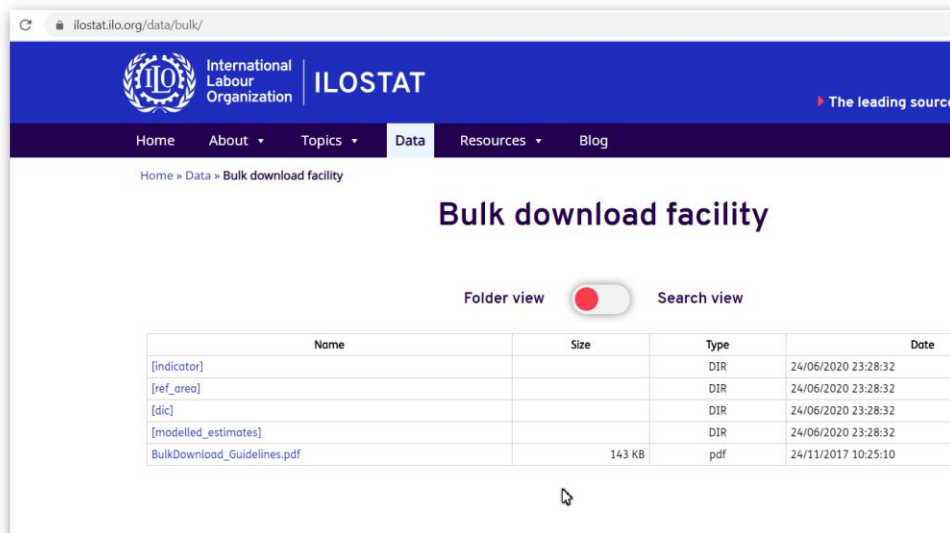 ilostat.ilo.org/data/bulk/
International
Labour
Organization
ILOSTAT
The leading sourc
Home About Topics Data Resources Blog
Home » Data » Bulk download facility
Bulk download facility
Folder view Search view
Name Size Type Date
[indicator] DIR 24/06/2020 23:28:32
[ref_area] DIR 24/06/2020 23:28:32
[dic] DIR 24/06/2020 23:28:32
[modelled_estimates] DIR 24/06/2020 23:28:32
BulkDownload_Guidelines.pdf 143 KB pdf 24/11/2017 10:25:10